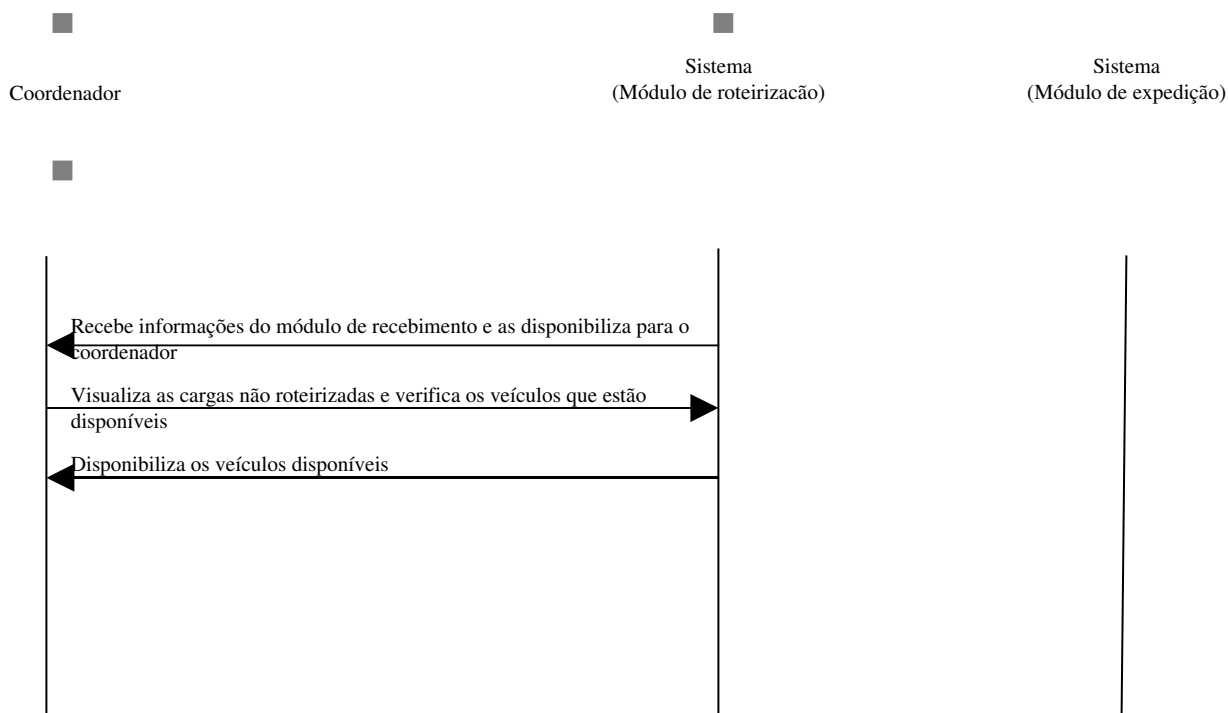 Coordenador
Sistema
(Módulo de roteirizacão)
Sistema
(Módulo de expedição)
Recebe informações do módulo de recebimento e as disponibiliza para o
coordenador
Visualiza as cargas não roteirizadas e verifica os veículos que estão
disponíveis
Disponibiliza os veículos disponíveis